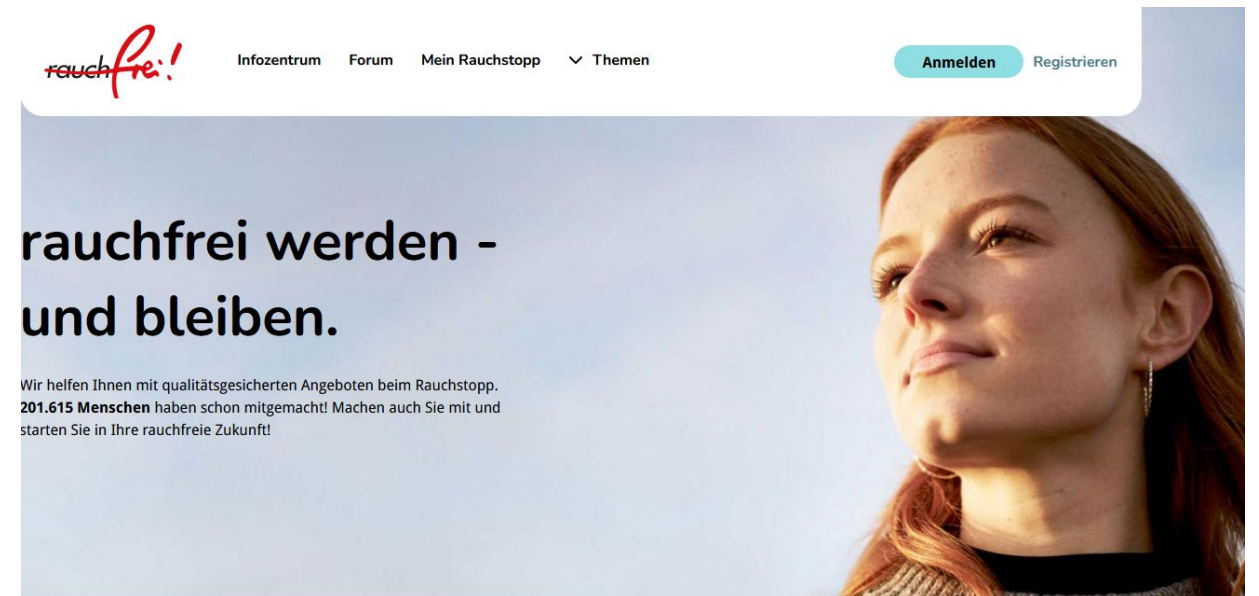 rauchfrei!
Infozentrum Forum Mein Rauchstopp Themen Anmelden Registrieren
rauchfrei werden -
und bleiben.
Wir helfen Ihnen mit qualitätsgesicherten Angeboten beim Rauchstopp.
201.615 Menschen haben schon mitgemacht! Machen auch Sie mit und
starten Sie in Ihre rauchfreie Zukunft!